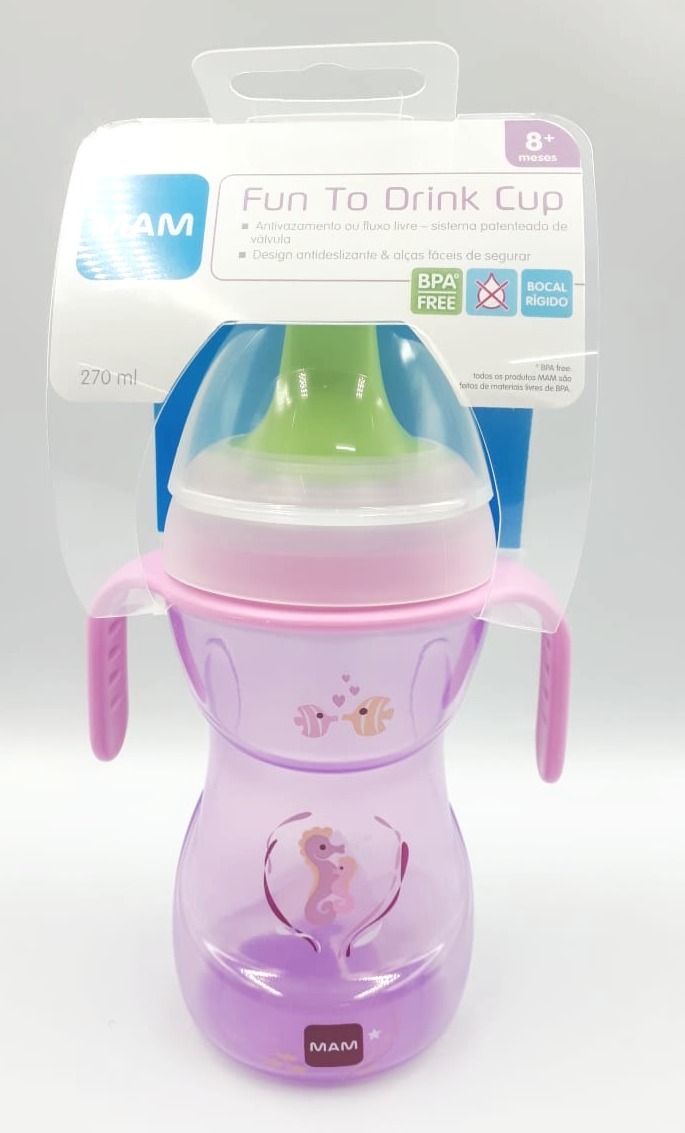 8+
meses
MAM
Fun To Drink Cup
▪ Antivazamento ou fluxo livre – sistema patenteado de
válvula
▪ Design antideslizante & alças fáceis de segurar
BPA°
FREE
BOCAL
RÍGIDO
270 ml
* BPA free:
todos os produtos MAM são
feitos de materiais livres de BPA.
MAM